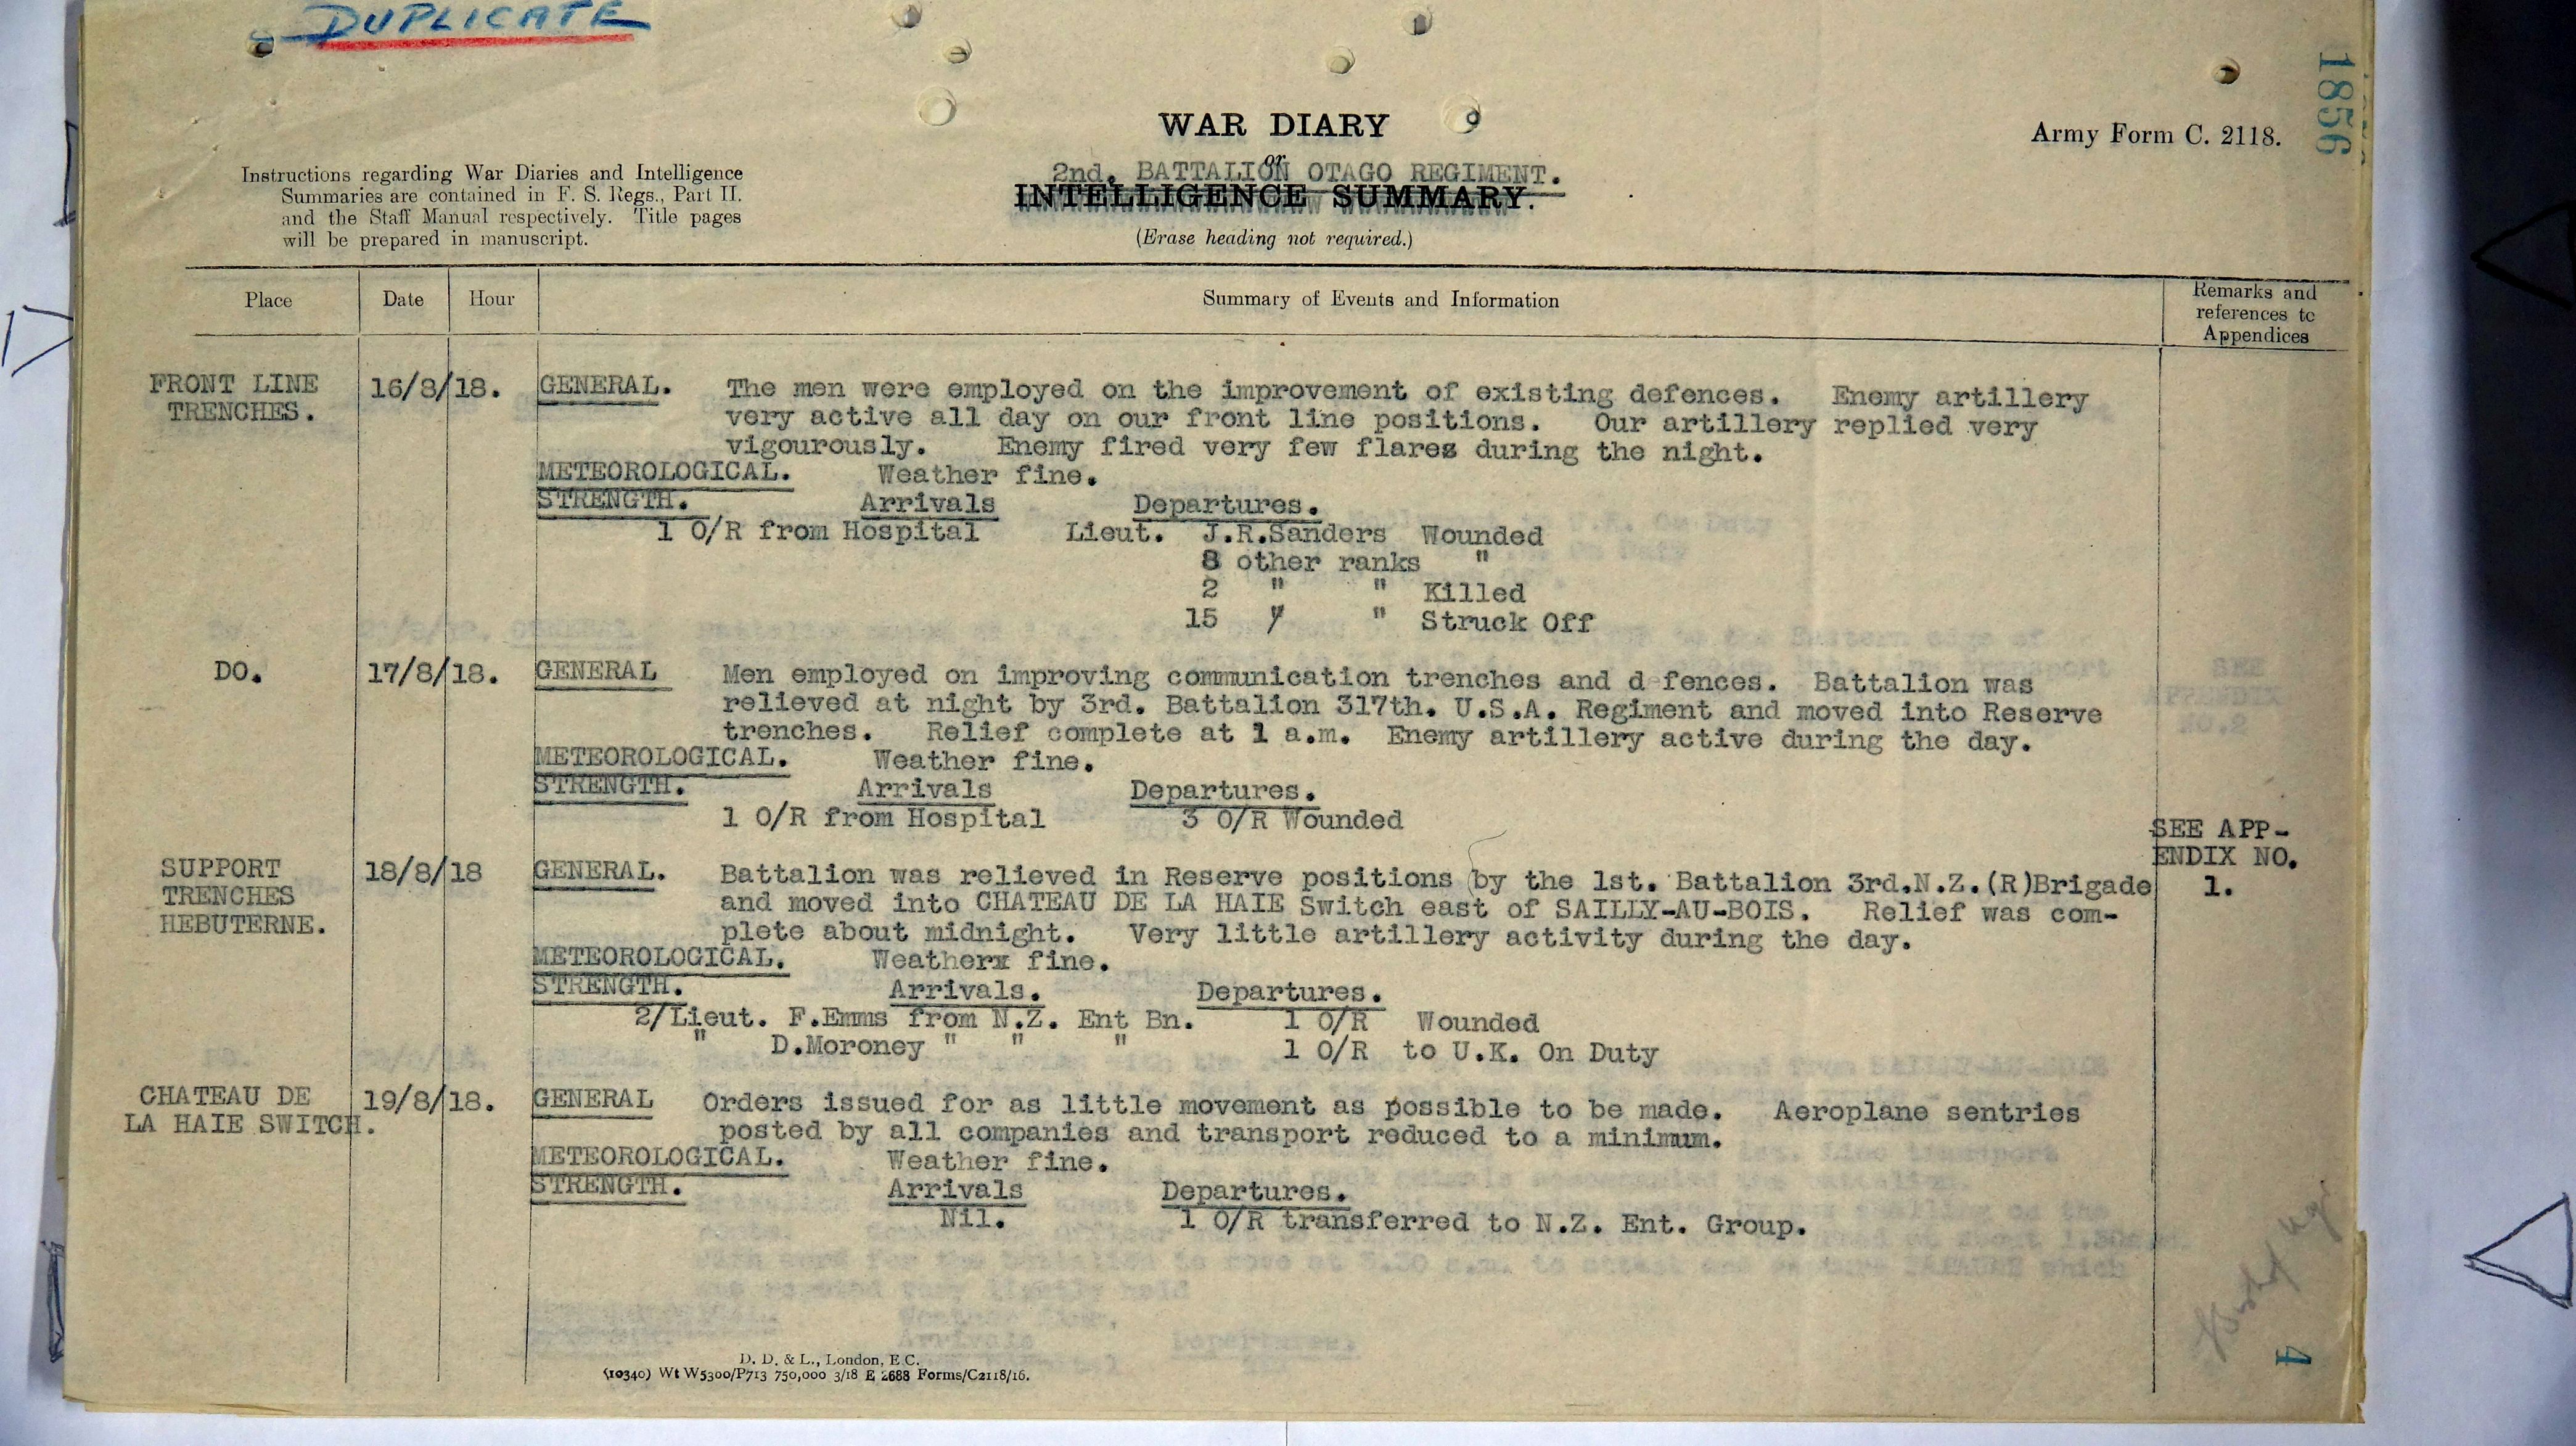 DUPLICATE
1856
WAR DIARY
or
2nd. BATTALION OTAGO REGIMENT.
INTELLIGENCE SUMMARY.
(Erase heading not required.)
Army Form C. 2118.
Instructions regarding War Diaries and Intelligence
Summaries are contained in F. S. Regs., Part II.
and the Staff Manual respectively. Title pages
will be prepared in manuscript.
Place Date Hour Summary of Events and Information Remarks and
references to
Appendices
FRONT LINE 16/8/18. GENERAL. The men were employed on the improvement of existing defences. Enemy artillery
TRENCHES. very active all day on our front line positions. Our artillery replied very
vigourously. Enemy fired very few flares during the night.
METEOROLOGICAL. Weather fine.
STRENGTH. Arrivals Departures.
1 O/R from Hospital Lieut. J.R.Sanders Wounded
8 other ranks "
2 " " Killed
15 " " Struck Off
DO. 17/8/18. GENERAL Men employed on improving communication trenches and d fences. Battalion was
relieved at night by 3rd. Battalion 317th. U.S.A. Regiment and moved into Reserve
trenches. Relief complete at 1 a.m. Enemy artillery active during the day.
METEOROLOGICAL. Weather fine.
STRENGTH. Arrivals Departures.
1 O/R from Hospital 3 O/R Wounded
SEE APP-
ENDIX NO.
1.
SUPPORT 18/8/18 GENERAL. Battalion was relieved in Reserve positions by the 1st. Battalion 3rd.N.Z.(R)Brigade
TRENCHES and moved into CHATEAU DE LA HAIE Switch east of SAILLY-AU-BOIS. Relief was com-
HEBUTERNE. plete about midnight. Very little artillery activity during the day.
METEOROLOGICAL. Weatherx fine.
STRENGTH. Arrivals. Departures.
2/Lieut. F.Emms from N.Z. Ent Bn. 1 O/R Wounded
" D.Moroney " " " 1 O/R to U.K. On Duty
CHATEAU DE 19/8/18. GENERAL Orders issued for as little movement as possible to be made. Aeroplane sentries
LA HAIE SWITCH. posted by all companies and transport reduced to a minimum.
METEOROLOGICAL. Weather fine.
STRENGTH. Arrivals Departures.
Nil. 1 O/R transferred to N.Z. Ent. Group.
4
D. D. & L., London, E.C.
(10340) Wt W5300/P713 750,000 3/18 E 2688 Forms/C2118/16.